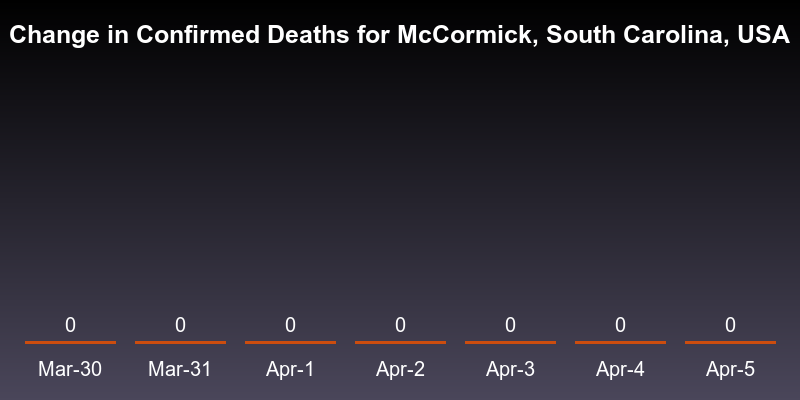 Change in Confirmed Deaths for McCormick, South Carolina, USA
0 0 0 0 0 0 0
Mar-30 Mar-31 Apr-1 Apr-2 Apr-3 Apr-4 Apr-5